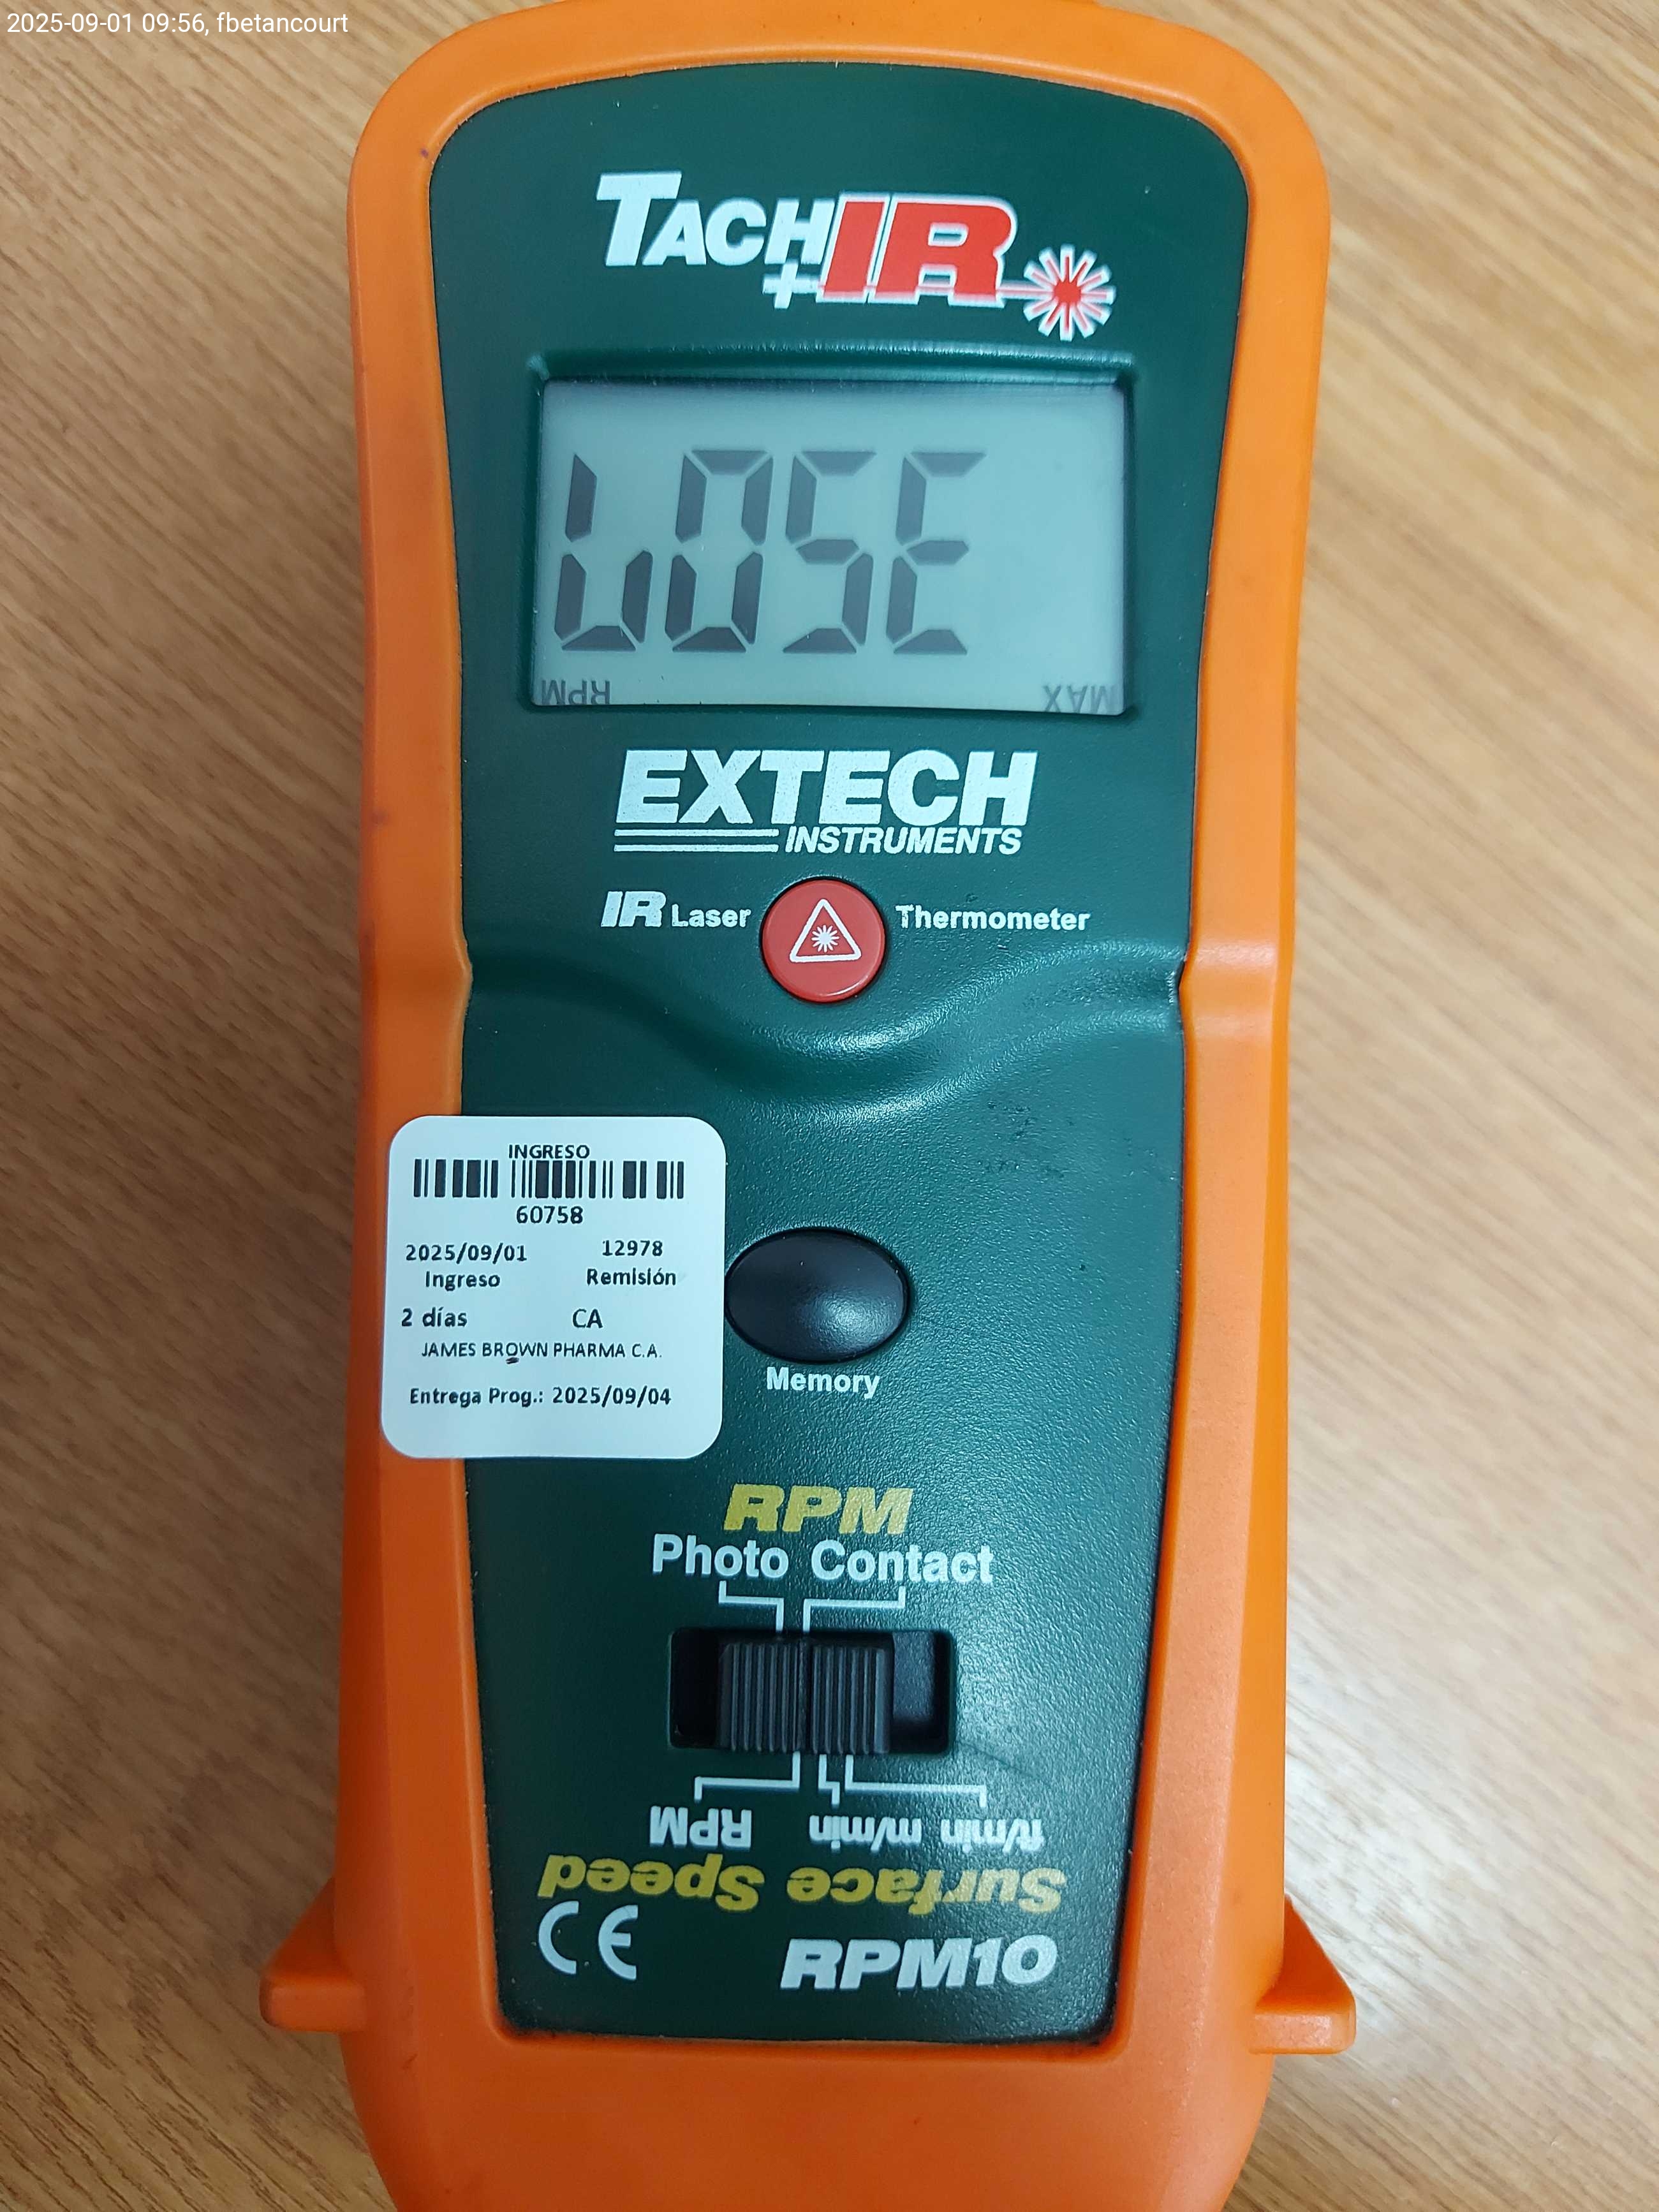 2025-09-01 09:56, fbetancourt
TACH+IR
3507
MAX RPM
EXTECH
INSTRUMENTS
IR Laser Thermometer
INGRESO
60758
2025/09/01 12978
Ingreso Remisión
2 días CA
JAMES BROWN PHARMA C.A.
Entrega Prog.: 2025/09/04
Memory
RPM
Photo Contact
ft/min m/min RPM
Surface Speed
CE RPM10